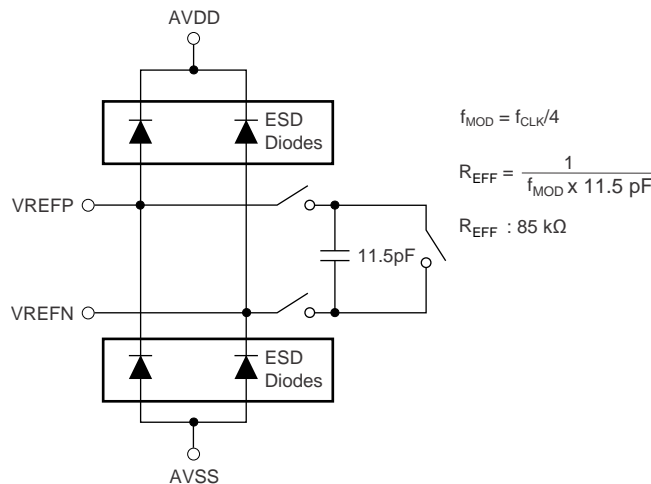 AVDD
ESD
Diodes
f_MOD = f_CLK/4
R_EFF = 1
f_MOD x 11.5 pF
VREFP
R_EFF : 85 kΩ
11.5pF
VREFN
ESD
Diodes
AVSS